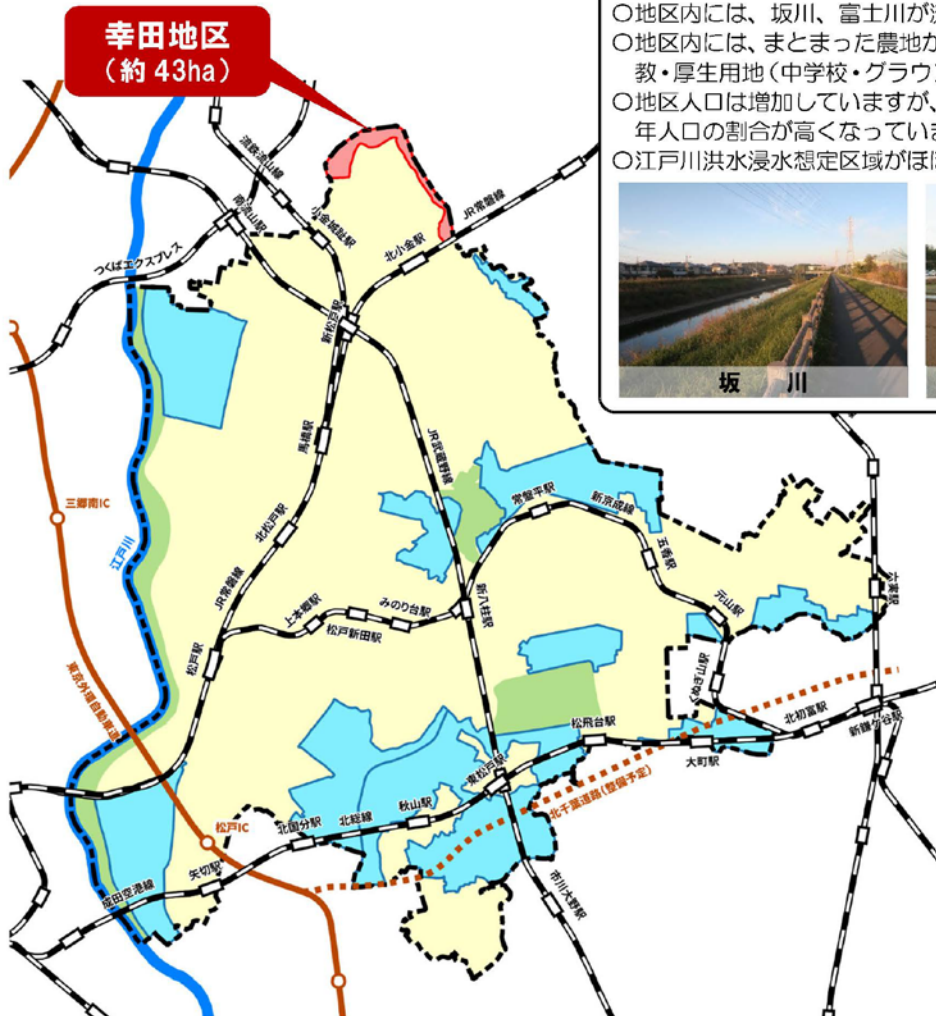 幸田地区
(約43ha)
○地区内には、坂川、富士川が
○地区内には、まとまった農地が
教・厚生用地(中学校・グラウ
○地区人口は増加していますが、
年人口の割合が高くなっていま
○江戸川洪水浸水想定区域がほ
坂 川
流鉄流山線
南流山駅
小金城趾駅
JR常磐線
北小金駅
つくばエクスプレス
新松戸駅
馬橋駅
JR武蔵野線
三郷南IC
江戸川
北松戸駅
常盤平駅
新京成線
五香駅
JR常磐線
上本郷駅
みのり台駅
松戸新田駅
新八柱駅
元山駅
六実駅
松戸駅
くぬぎ山駅
東京外環自動車道
松飛台駅
北初富駅
新鎌ケ谷駅
大町駅
東松戸駅
北千葉道路(整備予定)
秋山駅
北総線
北国分駅
松戸IC
矢切駅
成田空港線
市川大野駅